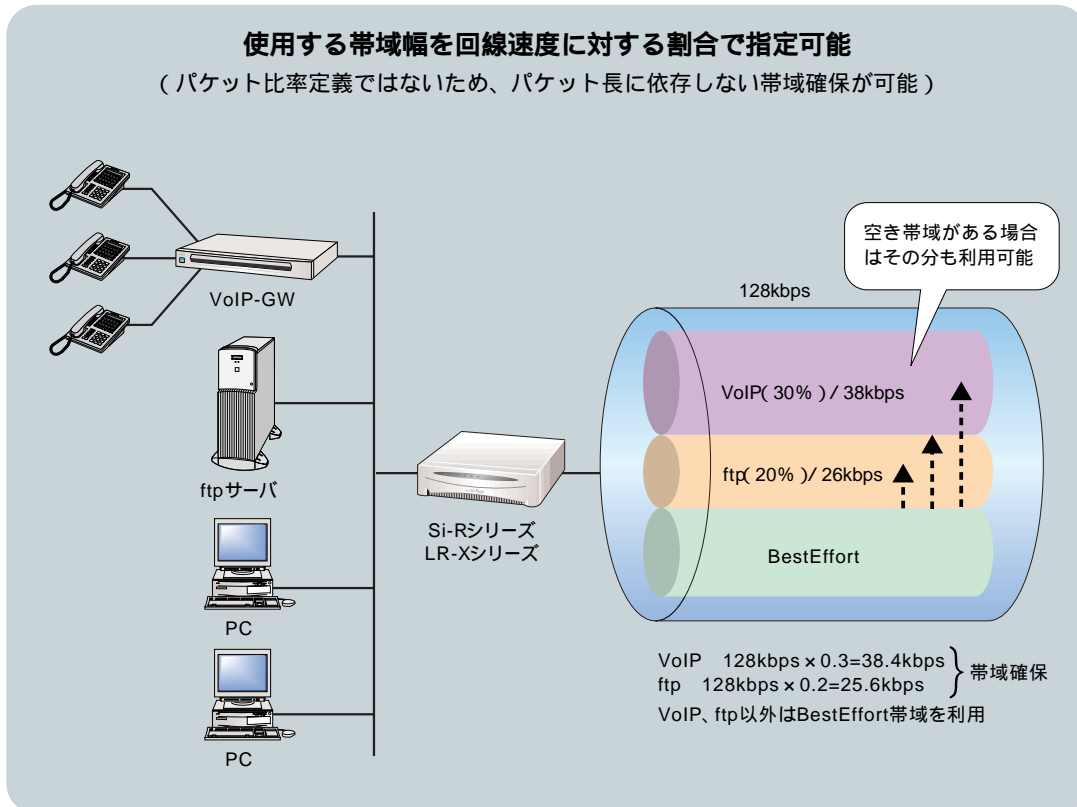 使用する帯域幅を回線速度に対する割合で指定可能
(パケット比率定義ではないため、パケット長に依存しない帯域確保が可能)
空き帯域がある場合
はその分も利用可能
128kbps
VoIP-GW
VoIP(30%)/38kbps
ftp(20%)/26kbps
ftpサーバ
Si-Rシリーズ
LR-Xシリーズ
BestEffort
PC
VoIP 128kbps×0.3=38.4kbps
ftp 128kbps×0.2=25.6kbps
帯域確保
VoIP、ftp以外はBestEffort帯域を利用
PC